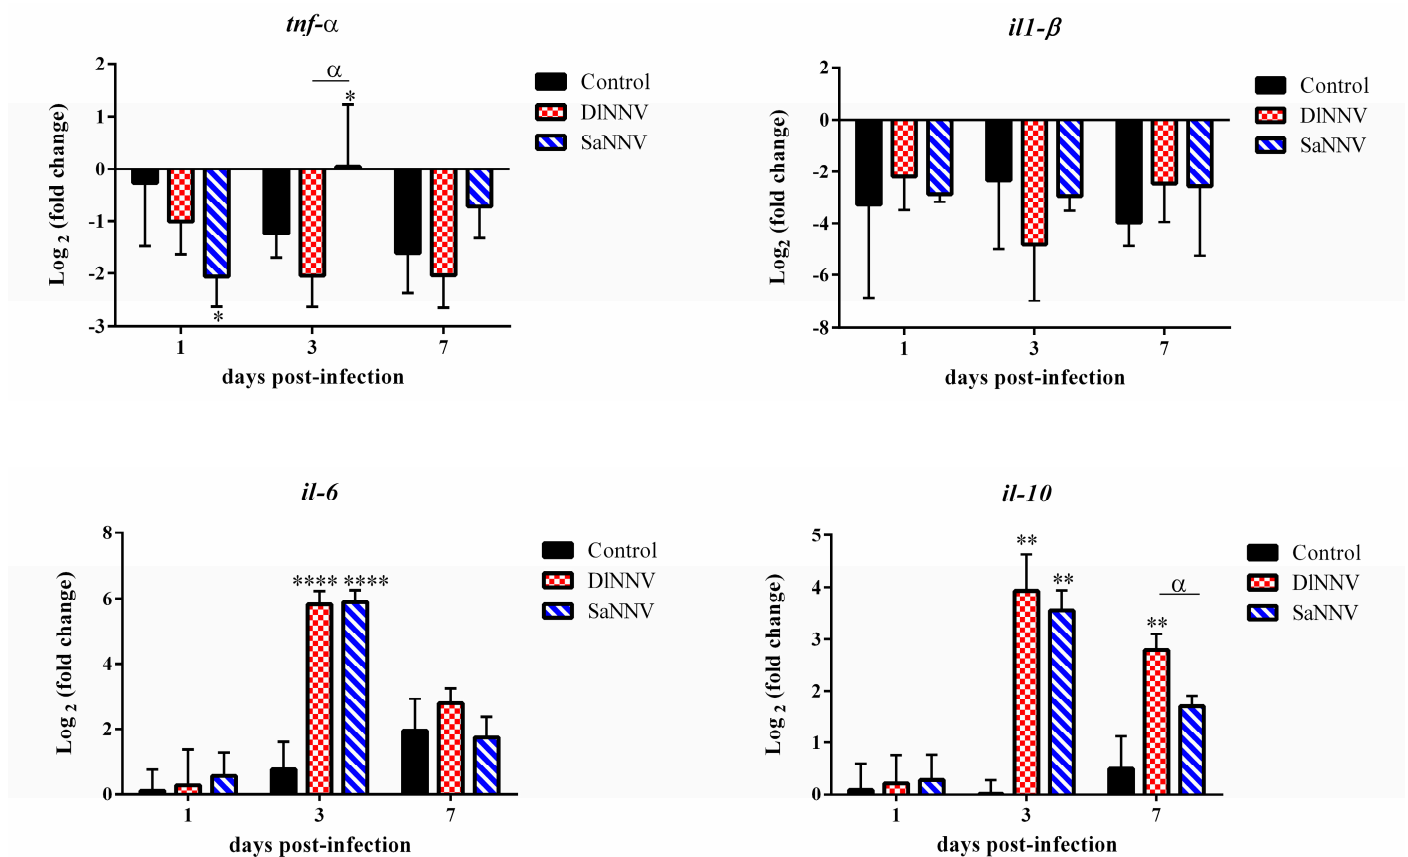 tnf-α
α
*
*
2
1
0
-1
-2
-3
Log 2 (fold change)
1 3 7
days post-infection
Control
DlNNV
SaNNV
il1-β
2
0
-2
-4
-6
-8
Log2 (fold change)
1 3 7
days post-infection
Control
DlNNV
SaNNV
il-6
**** ****
8
6
4
2
0
Log 2 (fold change)
1 3 7
days post-infection
Control
DlNNV
SaNNV
il-10
**
**
**
α
5
4
3
2
1
0
Log 2 (fold change)
1 3 7
days post-infection
Control
DlNNV
SaNNV